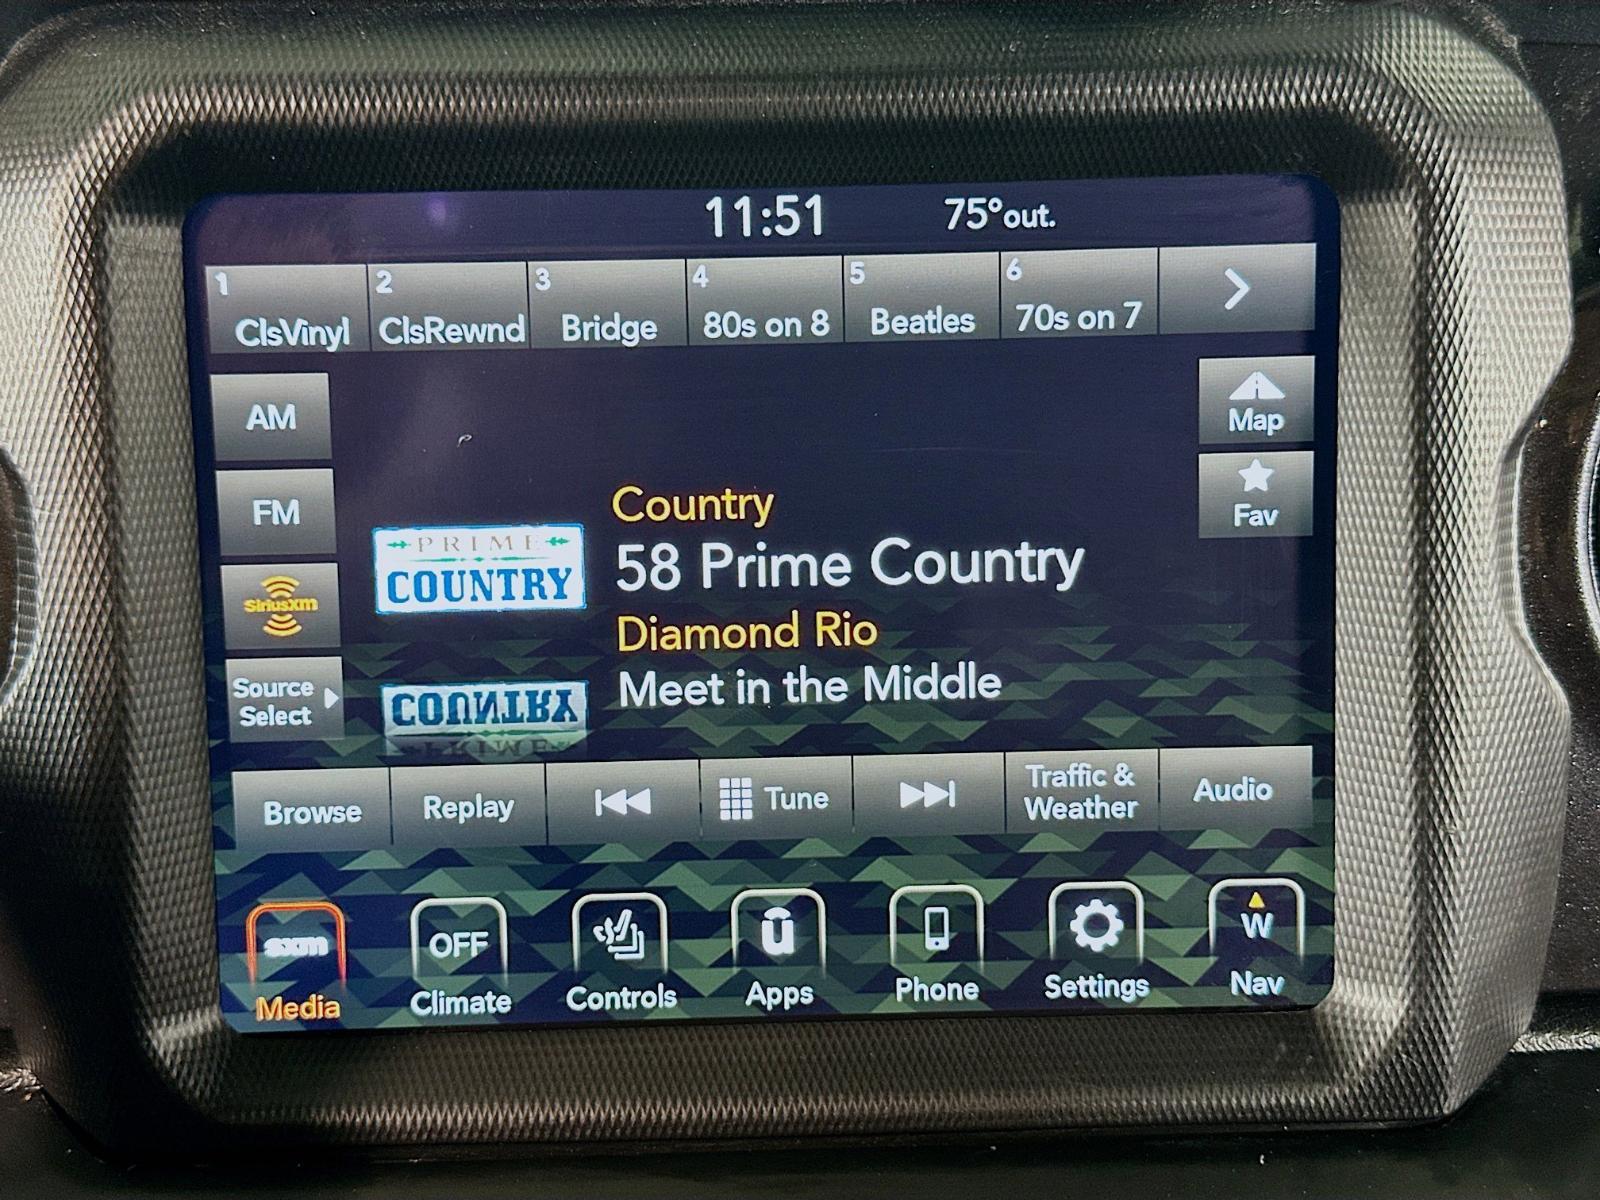 11:51 75°out.
1 ClsVinyl 2 ClsRewnd 3 Bridge 4 80s on 8 5 Beatles 6 70s on 7
AM
Map
FM
Fav
PRIME
COUNTRY
Country
58 Prime Country
Diamond Rio
Meet in the Middle
siriusxm
Source
Select
COUNTRY
PRIME
Browse Replay Tune Traffic & Weather Audio
sxm OFF u W
Media Climate Controls Apps Phone Settings Nav